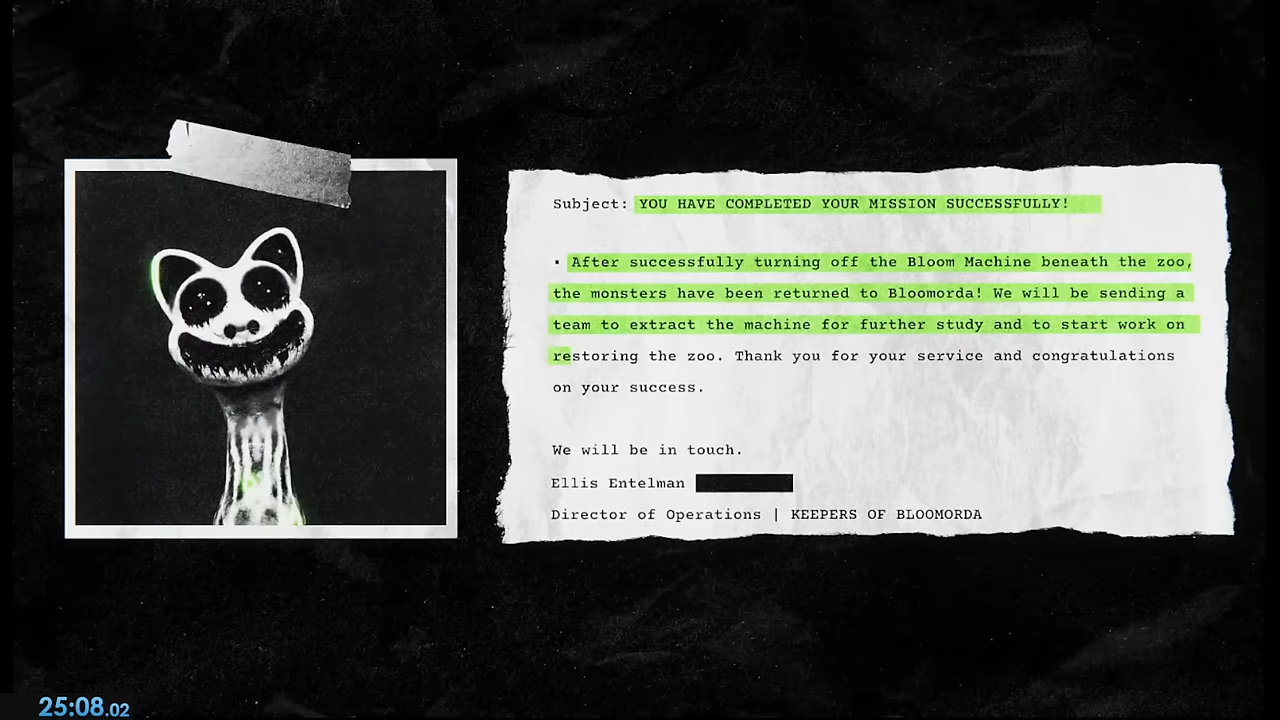 Subject: YOU HAVE COMPLETED YOUR MISSION SUCCESSFULLY!
· After successfully turning off the Bloom Machine beneath the zoo,
the monsters have been returned to Bloomorda! We will be sending a
team to extract the machine for further study and to start work on
restoring the zoo. Thank you for your service and congratulations
on your success.
We will be in touch.
Ellis Entelman
Director of Operations | KEEPERS OF BLOOMORDA
25:08.02